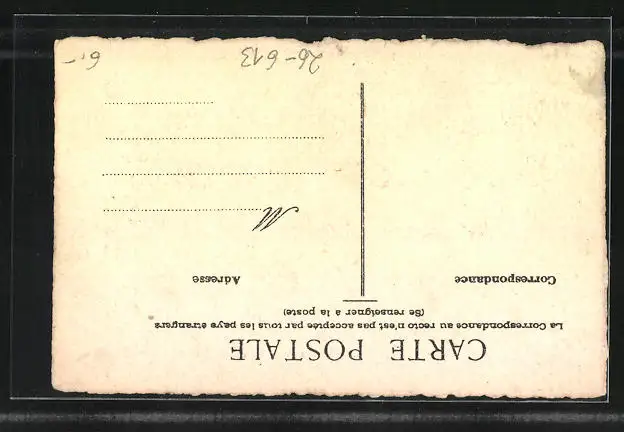 CARTE POSTALE
La Correspondance au recto n'est pas acceptée par tous les pays étrangers
(Se renseigner à la poste)
Correspondance
Adresse
M
26-613
6,-